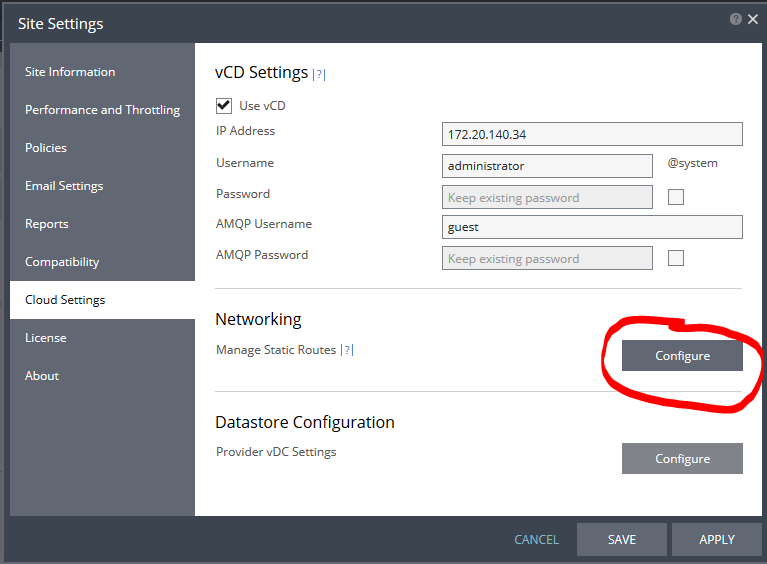 Site Settings
?
Site Information
Performance and Throttling
Policies
Email Settings
Reports
Compatibility
Cloud Settings
License
About
vCD Settings |?|
Use vCD
IP Address 172.20.140.34
Username administrator @system
Password Keep existing password
AMQP Username guest
AMQP Password Keep existing password
Networking
Manage Static Routes |?| Configure
Datastore Configuration
Provider vDC Settings Configure
CANCEL SAVE APPLY